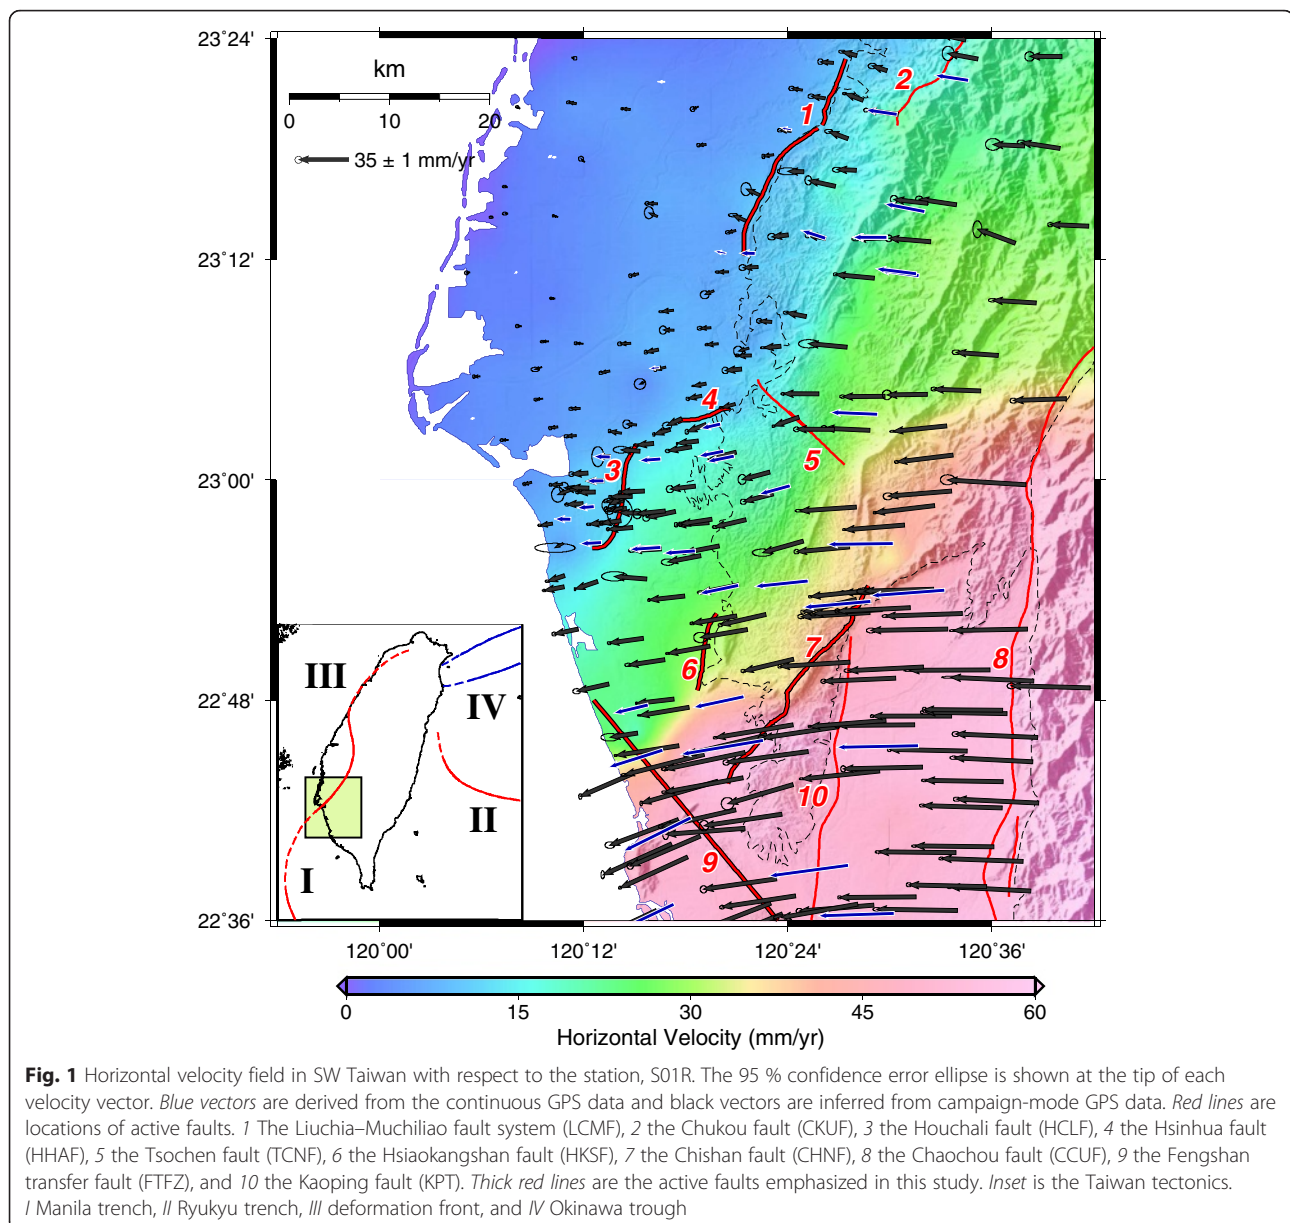 23°24'
km
0 10 20
35 ± 1 mm/yr
1
2
23°12'
4
3
5
23°00'
6
7
8
22°48'
10
9
22°36'
III
IV
II
I
120°00' 120°12' 120°24' 120°36'
0 15 30 45 60
Horizontal Velocity (mm/yr)
Fig. 1 Horizontal velocity field in SW Taiwan with respect to the station, S01R. The 95 % confidence error ellipse is shown at the tip of each
velocity vector. Blue vectors are derived from the continuous GPS data and black vectors are inferred from campaign-mode GPS data. Red lines are
locations of active faults. 1 The Liuchia–Muchiliao fault system (LCMF), 2 the Chukou fault (CKUF), 3 the Houchali fault (HCLF), 4 the Hsinhua fault
(HHAF), 5 the Tsochen fault (TCNF), 6 the Hsiaokangshan fault (HKSF), 7 the Chishan fault (CHNF), 8 the Chaochou fault (CCUF), 9 the Fengshan
transfer fault (FTFZ), and 10 the Kaoping fault (KPT). Thick red lines are the active faults emphasized in this study. Inset is the Taiwan tectonics.
I Manila trench, II Ryukyu trench, III deformation front, and IV Okinawa trough